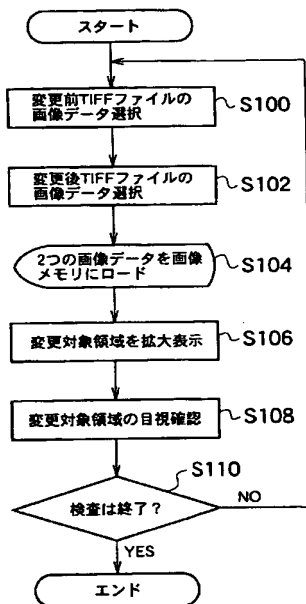 スタート
変更前TIFFファイルの
画像データ選択
S100
変更後TIFFファイルの
画像データ選択
S102
2つの画像データを画像
メモリにロード
S104
変更対象領域を拡大表示
S106
変更対象領域の目視確認
S108
S110
検査は終了?
NO
YES
エンド